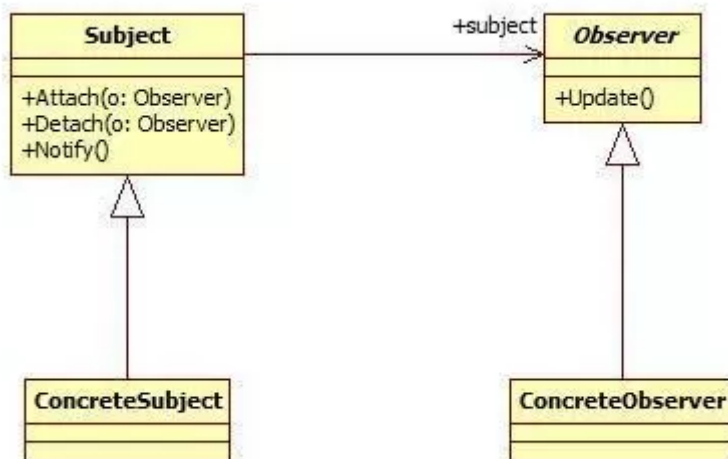 Subject
+Attach(o: Observer)
+Detach(o: Observer)
+Notify()
+subject
Observer
+Update()
ConcreteSubject
ConcreteObserver